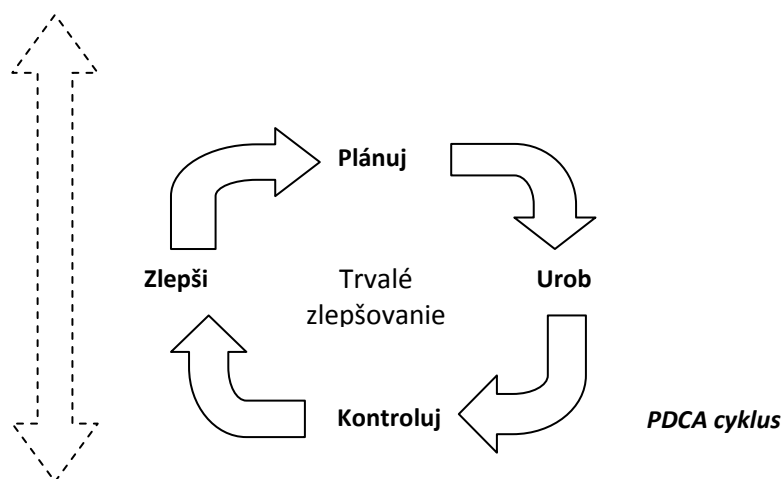 Plánuj
Zlepši
Trvalé
zlepšovanie
Urob
Kontroluj
PDCA cyklus